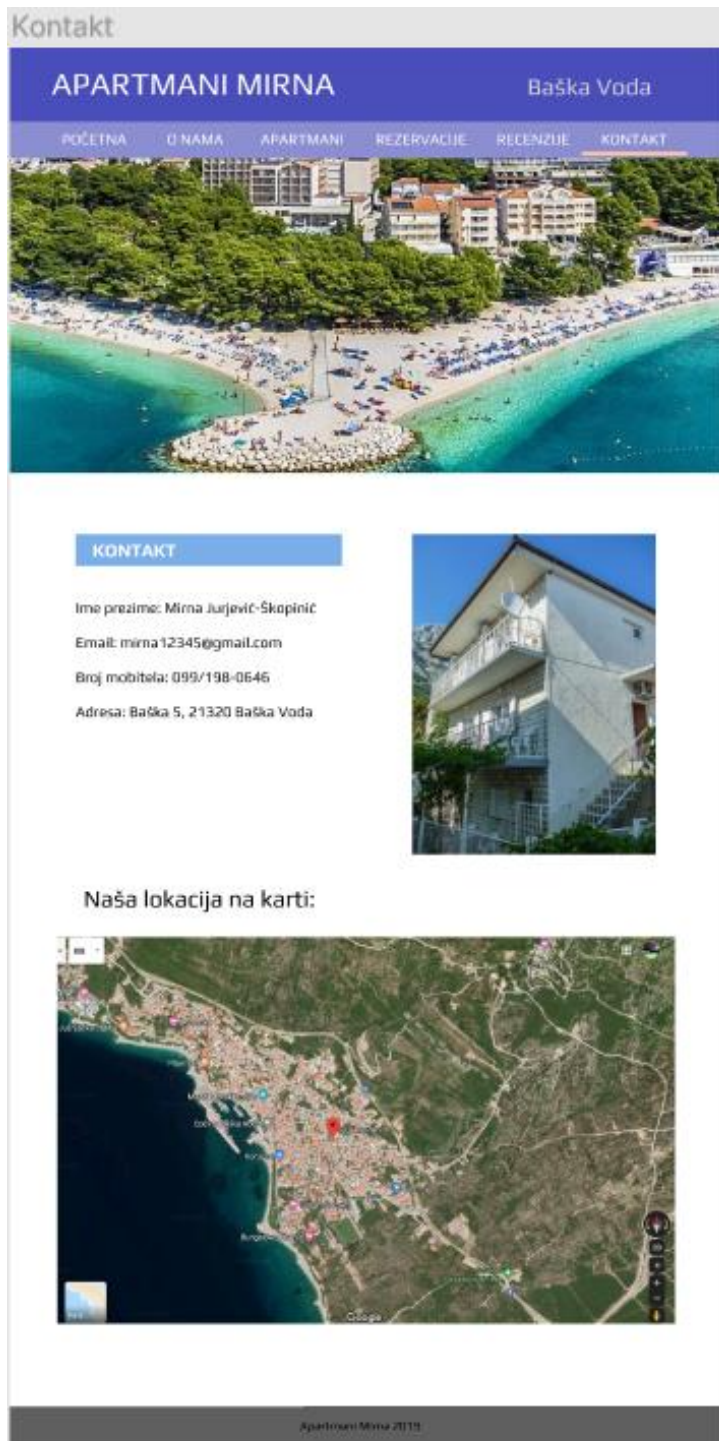 Kontakt
APARTMANI MIRNA
Baška Voda
POČETNA O NAMA APARTMANI REZERVACIJE RECENZIJE KONTAKT
KONTAKT
Ime prezime: Mirna Jurjević-Škopinić
Email: mirna12345@gmail.com
Broj mobitela: 099/198-0646
Adresa: Baška 5, 21320 Baška Voda
Naša lokacija na karti:
Google
Apartmani Mirna 2019